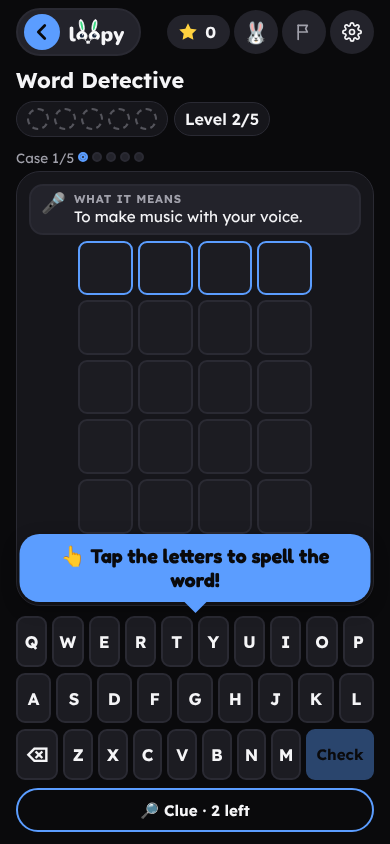 loopy
0
Word Detective
Level 2/5
Case 1/5
WHAT IT MEANS
To make music with your voice.
👆 Tap the letters to spell the
word!
Q W E R T Y U I O P
A S D F G H J K L
Z X C V B N M Check
🔎 Clue · 2 left